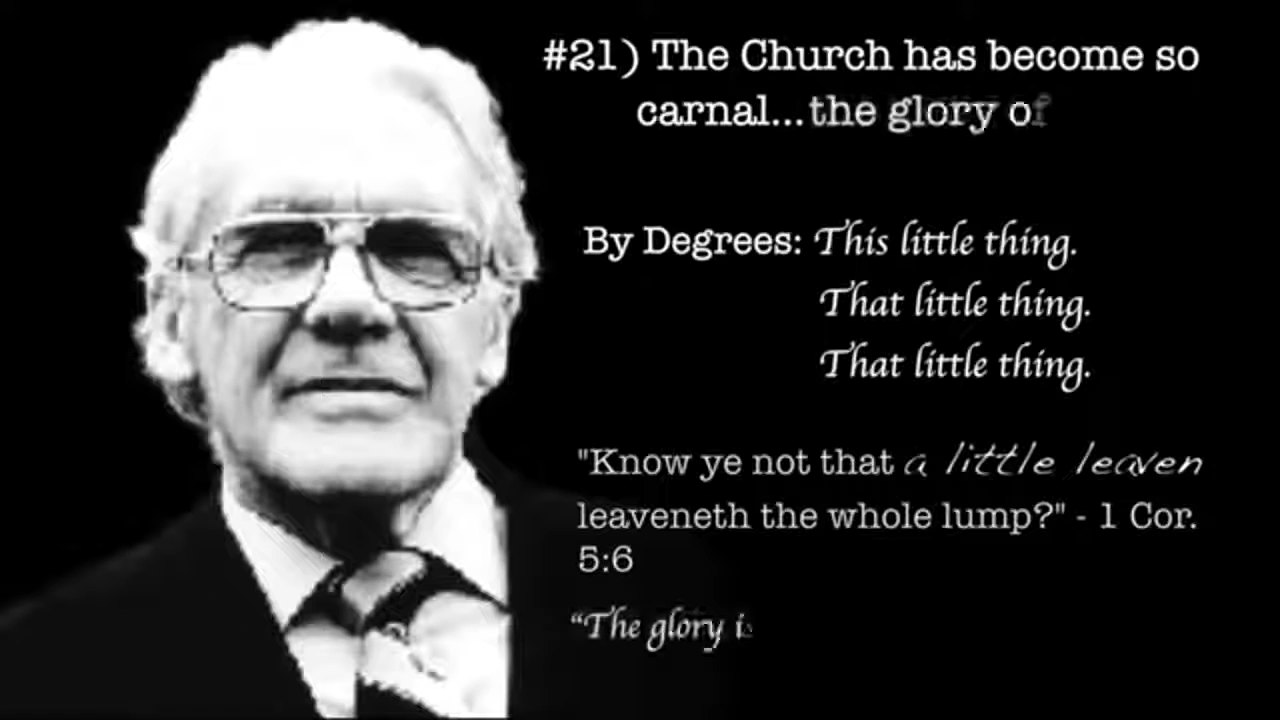 #21) The Church has become so
carnal...the glory of
By Degrees: This little thing.
That little thing.
That little thing.
"Know ye not that a little leaven
leaveneth the whole lump?" - 1 Cor.
5:6
“The glory is